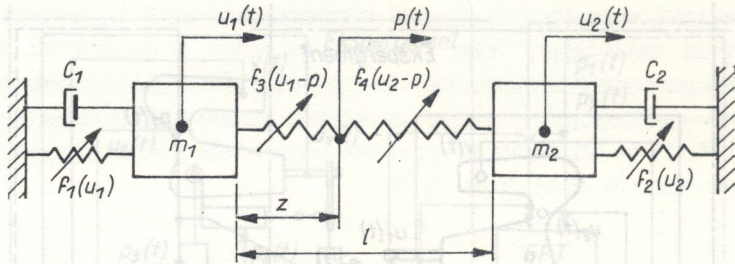 u₁(t) p(t) u₂(t)
C₁ f₃(u₁-p) f₄(u₂-p) C₂
m₁ m₂
f₁(u₁) f₂(u₂)
z
l